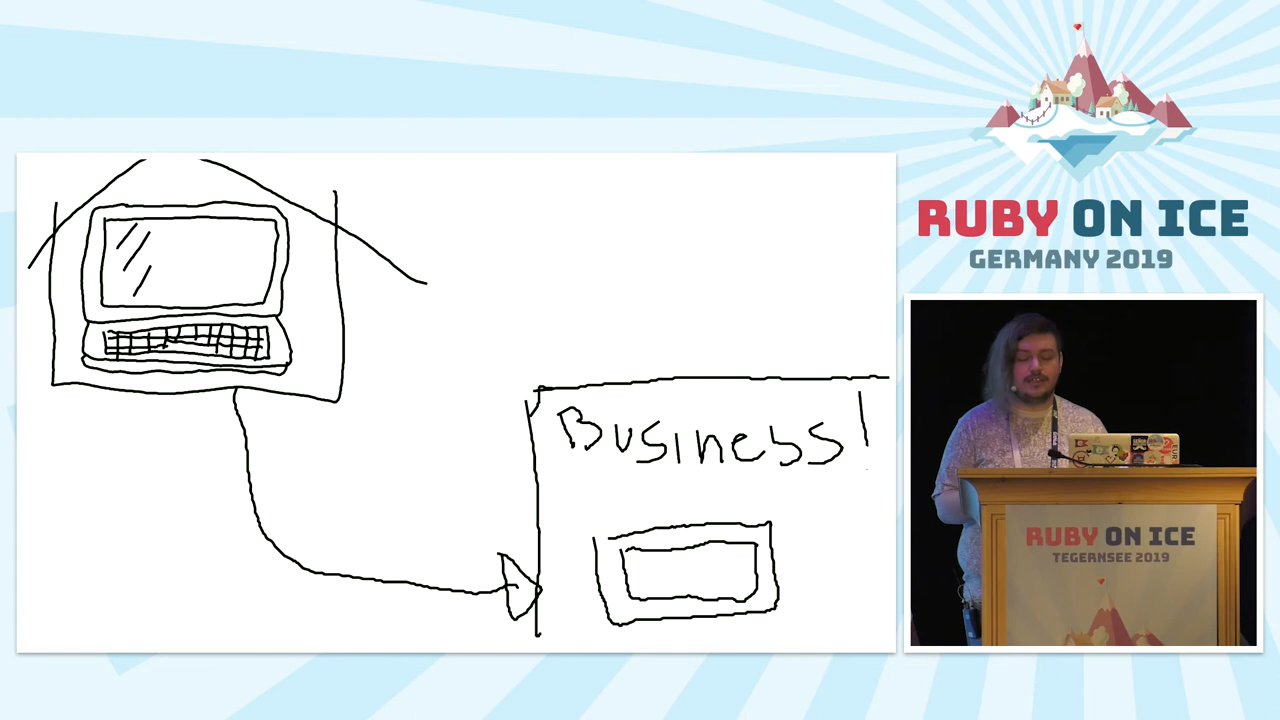 RUBY ON ICE
GERMANY 2019
Business!
RUBY ON ICE
TEGERNSEE 2019